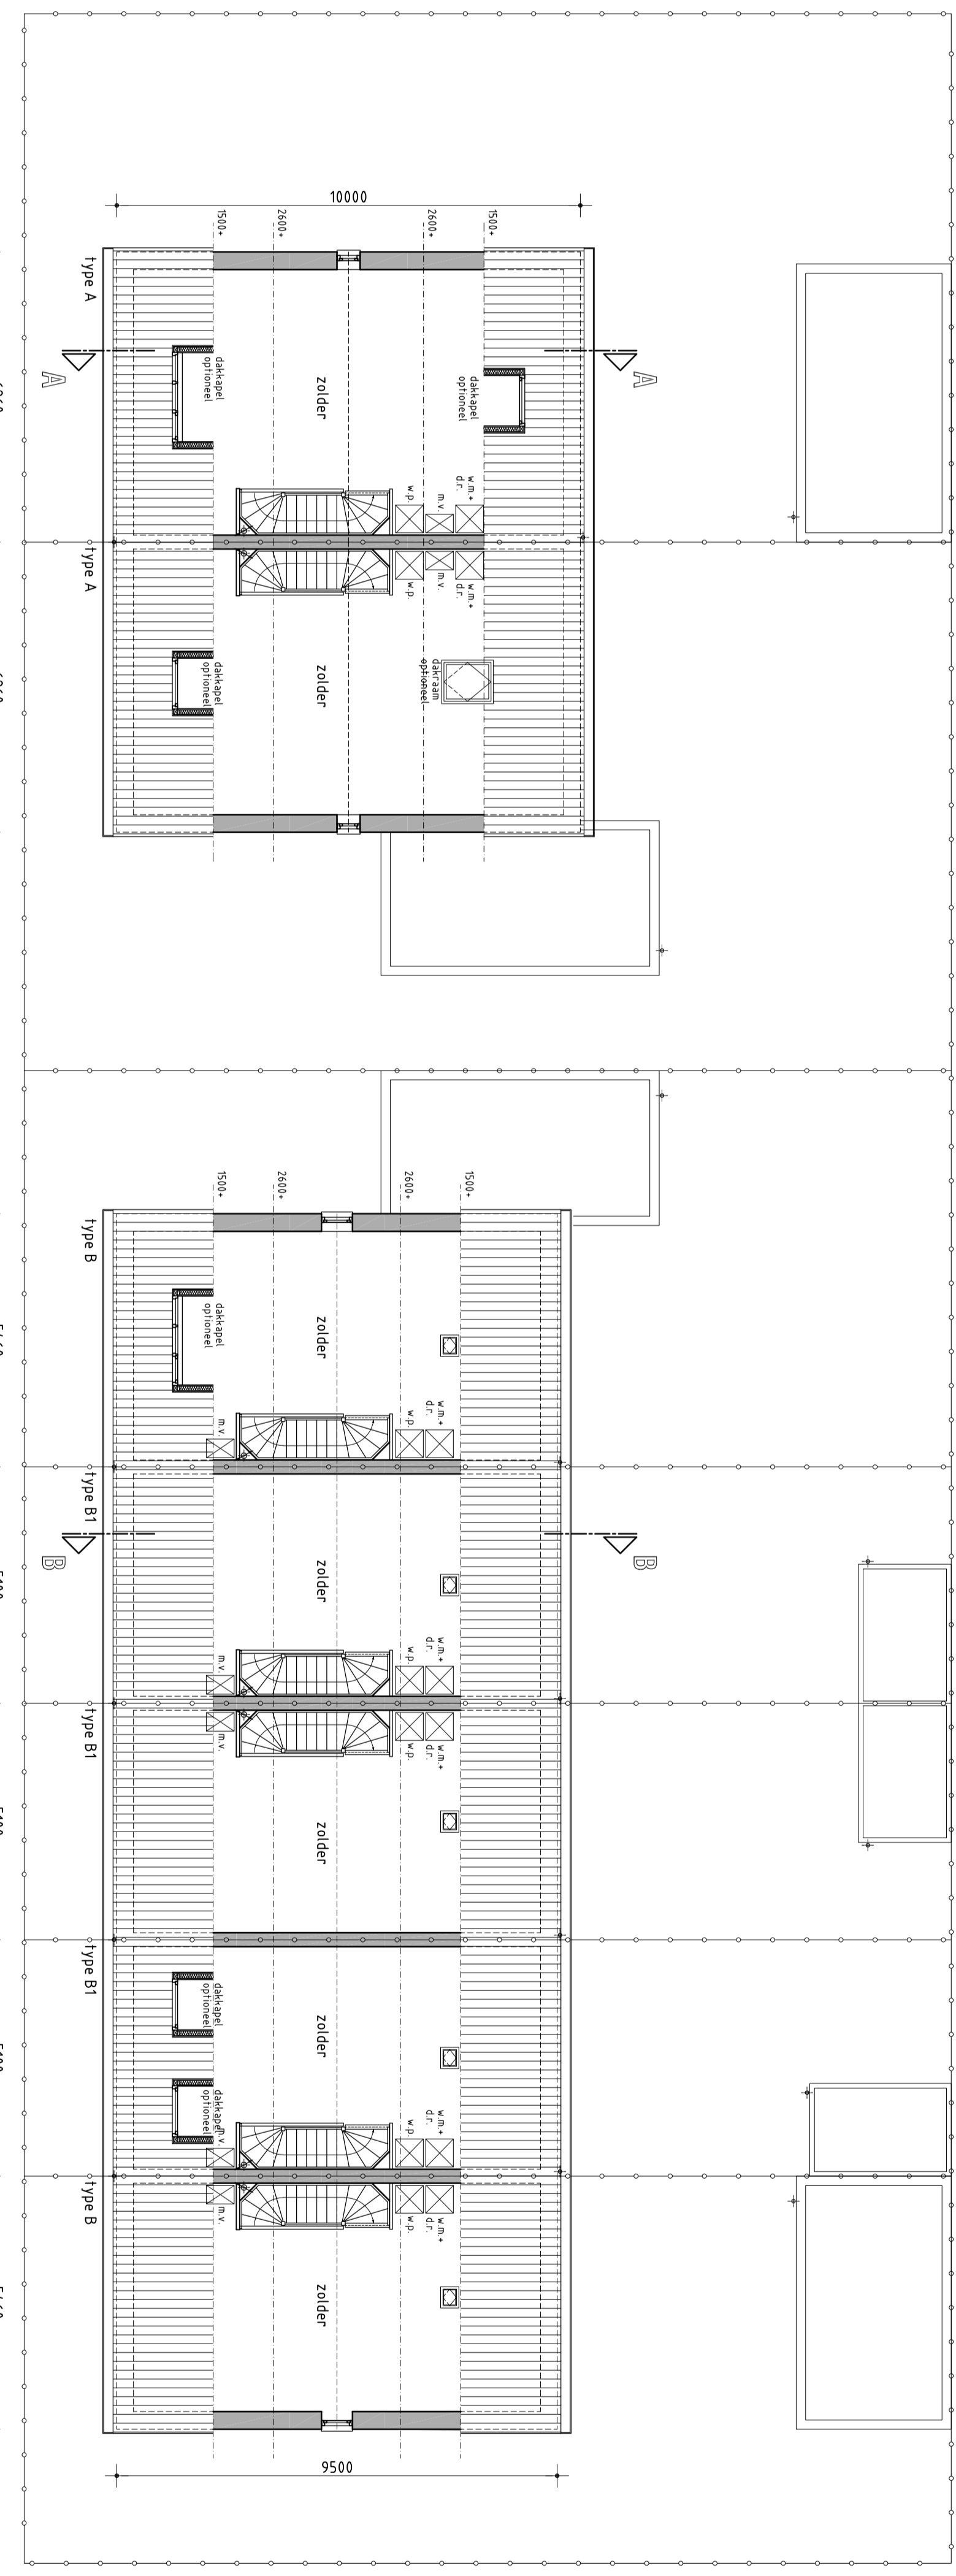 10000
1500+
2600+
2600+
1500+
type A
A
A
dakkapel
optioneel
zolder
dakkapel
optioneel
w.p.
m.v.
w.m.+
d.r.
type A
w.p.
m.v.
w.m.+
d.r.
dakkapel
optioneel
zolder
dakraam
optioneel
1500+
2600+
2600+
1500+
type B
dakkapel
optioneel
zolder
m.v.
w.p.
w.m.+
d.r.
type B1
B
B
zolder
m.v.
w.p.
w.m.+
d.r.
type B1
m.v.
w.p.
w.m.+
d.r.
zolder
type B1
dakkapel
optioneel
zolder
dakkapel
optioneel
m.v.
w.p.
w.m.+
d.r.
type B
m.v.
w.p.
w.m.+
d.r.
zolder
9500